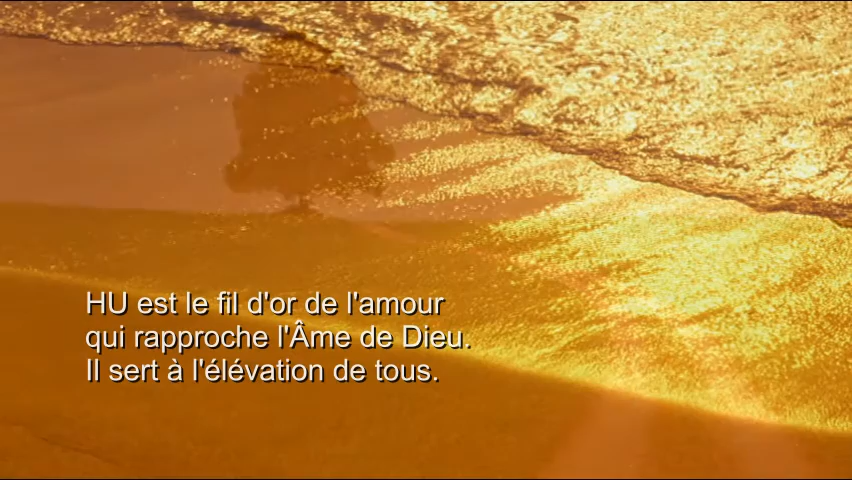 HU est le fil d'or de l'amour
qui rapproche l'Âme de Dieu.
Il sert à l'élévation de tous.